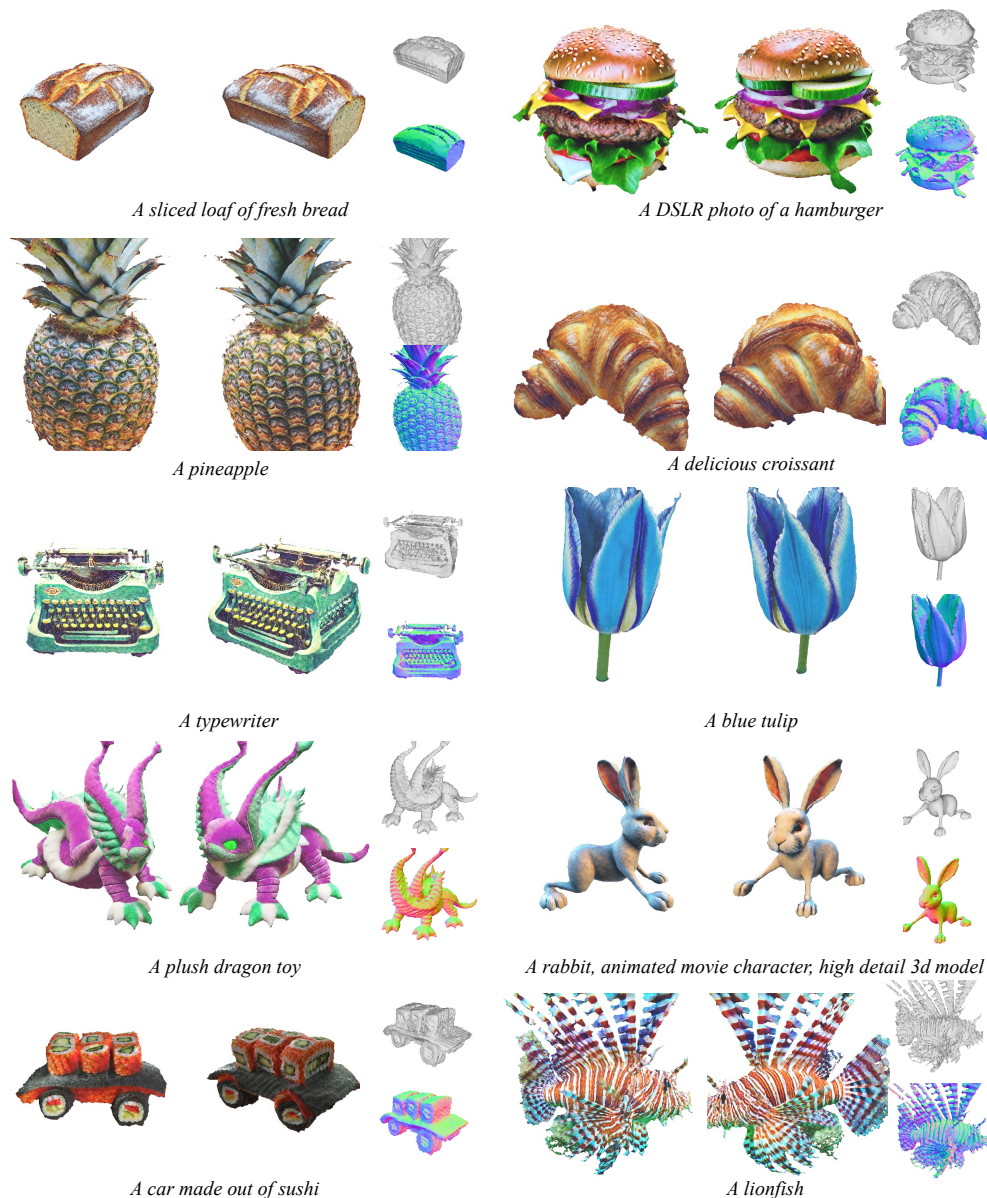 A sliced loaf of fresh bread
A DSLR photo of a hamburger
A pineapple
A delicious croissant
A typewriter
A blue tulip
A plush dragon toy
A rabbit, animated movie character, high detail 3d model
A car made out of sushi
A lionfish